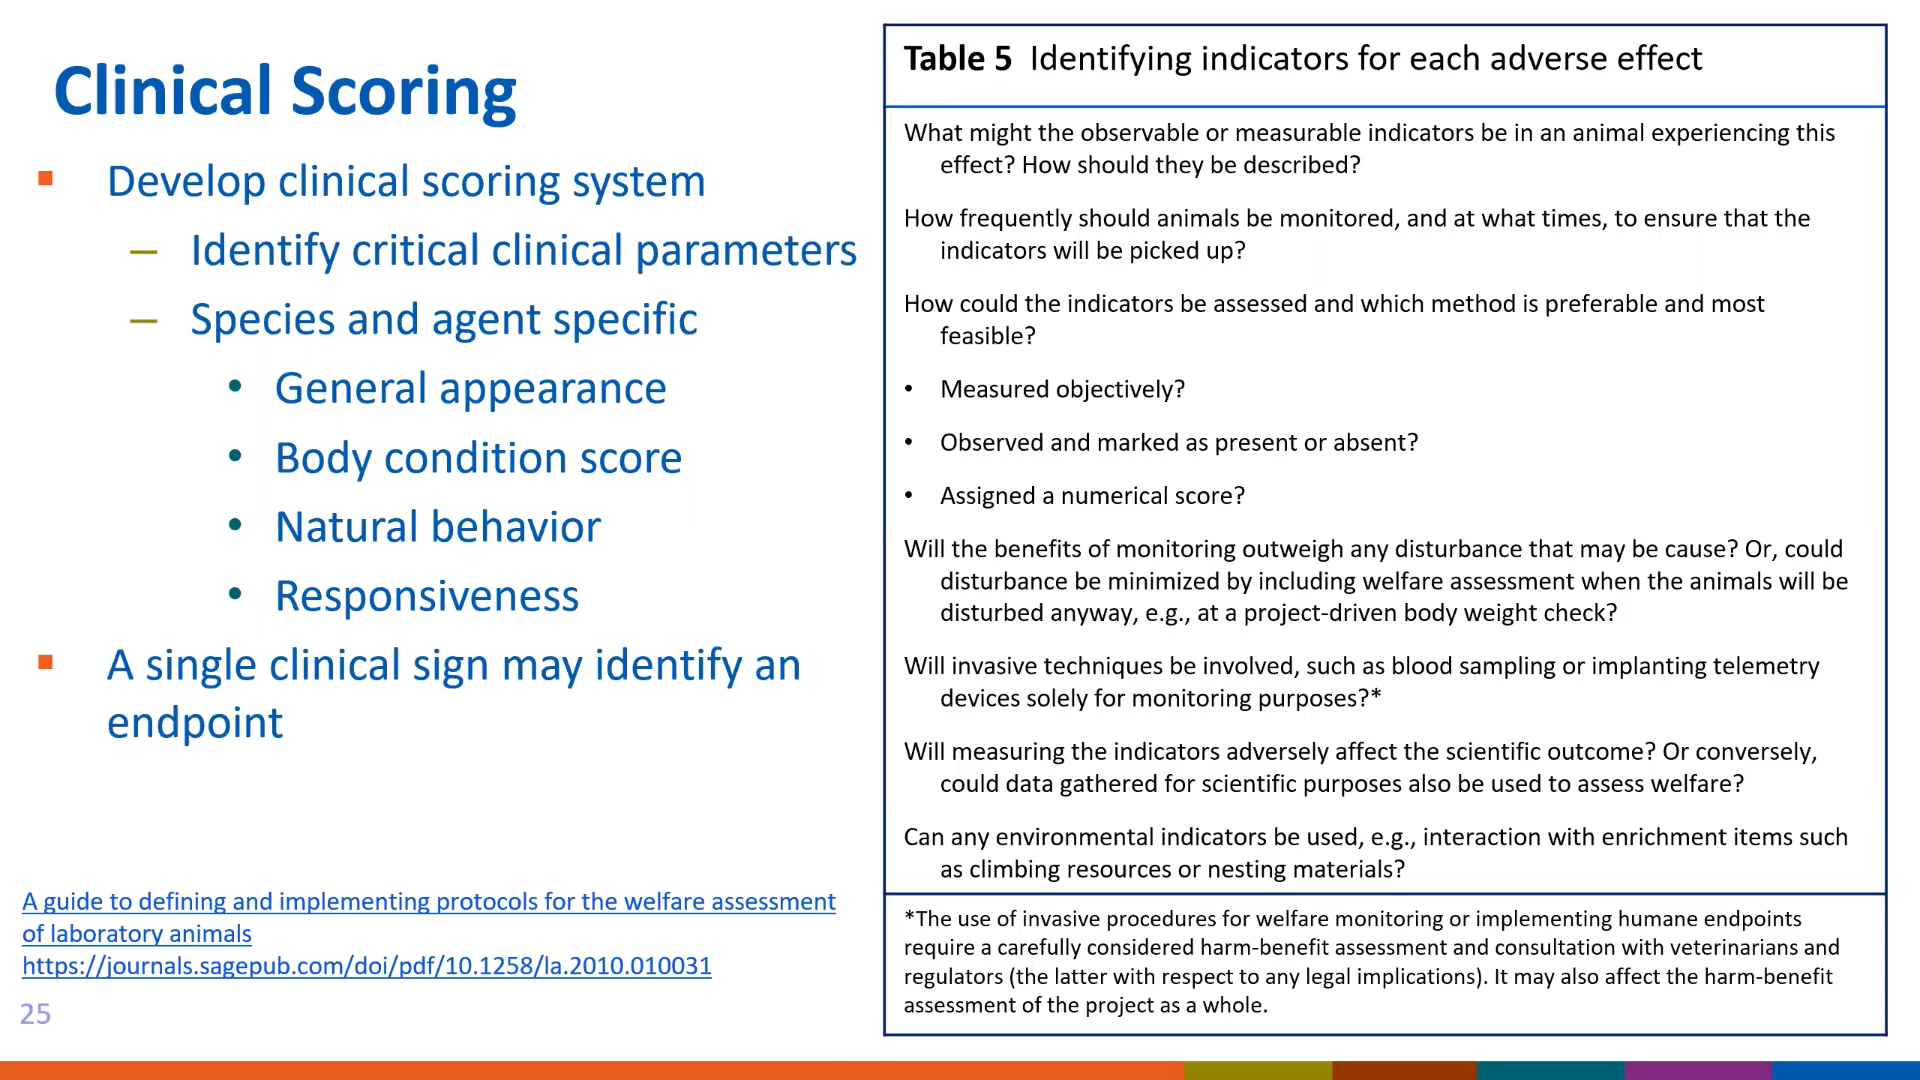 Clinical Scoring
▪ Develop clinical scoring system
– Identify critical clinical parameters
– Species and agent specific
• General appearance
• Body condition score
• Natural behavior
• Responsiveness
▪ A single clinical sign may identify an
endpoint
A guide to defining and implementing protocols for the welfare assessment
of laboratory animals
https://journals.sagepub.com/doi/pdf/10.1258/la.2010.010031
25
Table 5 Identifying indicators for each adverse effect
What might the observable or measurable indicators be in an animal experiencing this
effect? How should they be described?
How frequently should animals be monitored, and at what times, to ensure that the
indicators will be picked up?
How could the indicators be assessed and which method is preferable and most
feasible?
• Measured objectively?
• Observed and marked as present or absent?
• Assigned a numerical score?
Will the benefits of monitoring outweigh any disturbance that may be cause? Or, could
disturbance be minimized by including welfare assessment when the animals will be
disturbed anyway, e.g., at a project-driven body weight check?
Will invasive techniques be involved, such as blood sampling or implanting telemetry
devices solely for monitoring purposes?*
Will measuring the indicators adversely affect the scientific outcome? Or conversely,
could data gathered for scientific purposes also be used to assess welfare?
Can any environmental indicators be used, e.g., interaction with enrichment items such
as climbing resources or nesting materials?
*The use of invasive procedures for welfare monitoring or implementing humane endpoints
require a carefully considered harm-benefit assessment and consultation with veterinarians and
regulators (the latter with respect to any legal implications). It may also affect the harm-benefit
assessment of the project as a whole.